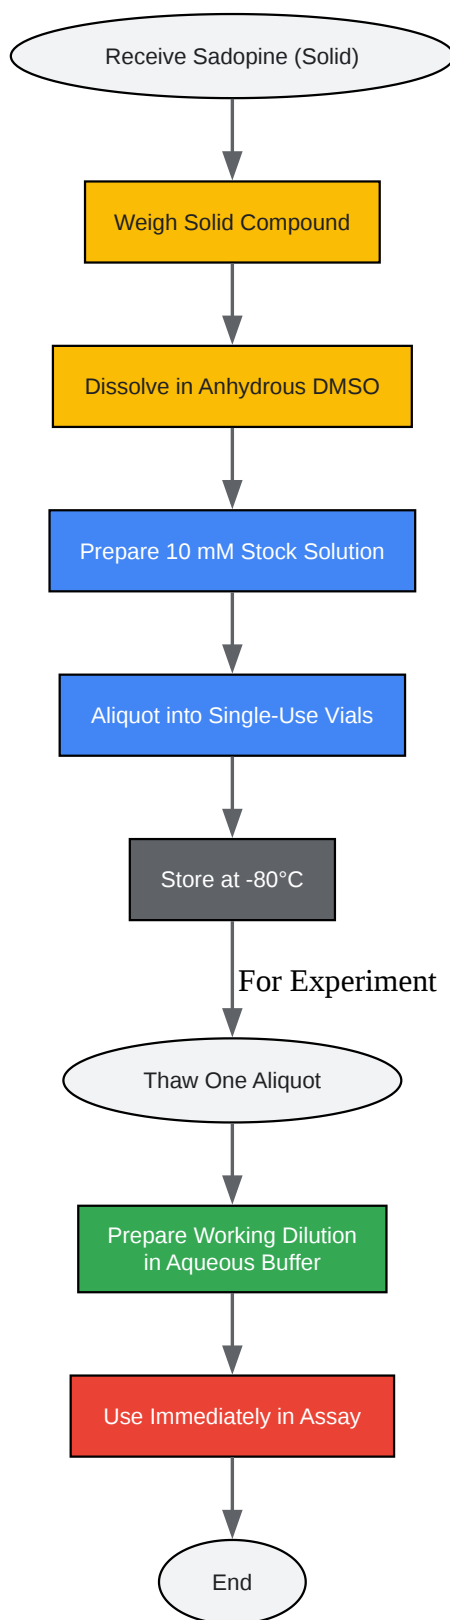 Receive Sadopine (Solid)
Weigh Solid Compound
Dissolve in Anhydrous DMSO
Prepare 10 mM Stock Solution
Aliquot into Single-Use Vials
Store at -80°C
For Experiment
Thaw One Aliquot
Prepare Working Dilution
in Aqueous Buffer
Use Immediately in Assay
End